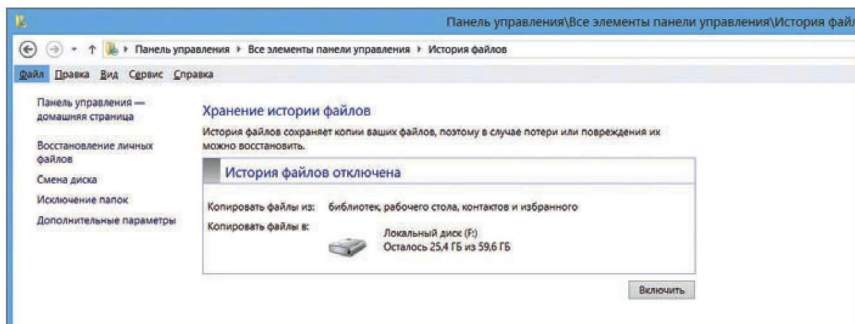 Панель управления\Все элементы панели управления\История фай
Панель управления Все элементы панели управления История файлов
Файл Правка Вид Сервис Справка
Панель управления —
домашняя страница
Восстановление личных
файлов
Смена диска
Исключение папок
Дополнительные параметры
Хранение истории файлов
История файлов сохраняет копии ваших файлов, поэтому в случае потери или повреждения их
можно восстановить.
История файлов отключена
Копировать файлы из: библиотек, рабочего стола, контактов и избранного
Копировать файлы в:
Локальный диск (F:)
Осталось 25,4 ГБ из 59,6 ГБ
Включить